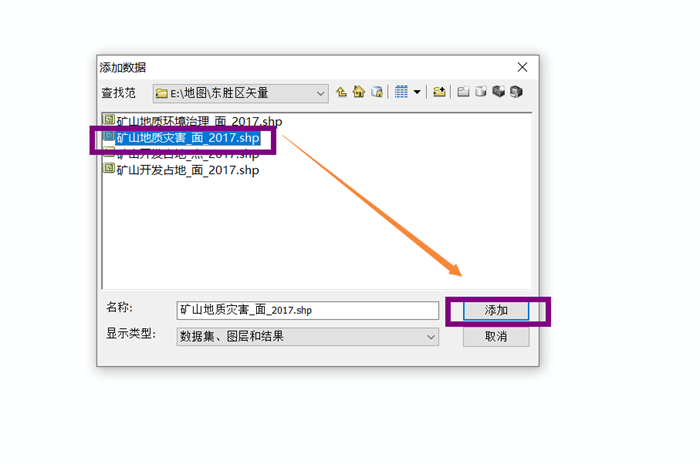 添加数据
查找范
E:\地图\东胜区矢量
矿山地质环境治理_面_2017.shp
矿山地质灾害_面_2017.shp
矿山开发占地_点_2017.shp
矿山开发占地_面_2017.shp
名称:
矿山地质灾害_面_2017.shp
添加
显示类型:
数据集、图层和结果
取消